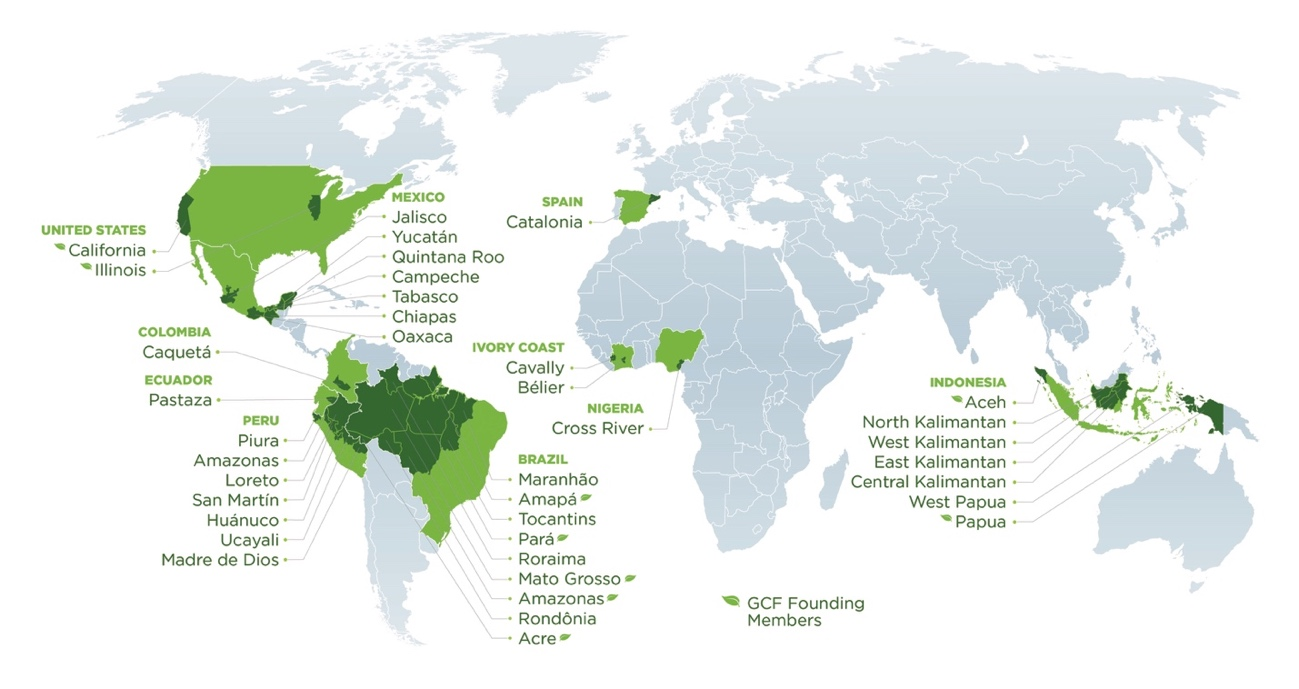 UNITED STATES
California
Illinois
MEXICO
Jalisco
Yucatán
Quintana Roo
Campeche
Tabasco
Chiapas
Oaxaca
COLOMBIA
Caquetá
ECUADOR
Pastaza
PERU
Piura
Amazonas
Loreto
San Martín
Huánuco
Ucayali
Madre de Dios
BRAZIL
Maranhão
Amapá
Tocantins
Pará
Roraima
Mato Grosso
Amazonas
Rondônia
Acre
SPAIN
Catalonia
IVORY COAST
Cavally
Bélier
NIGERIA
Cross River
INDONESIA
Aceh
North Kalimantan
West Kalimantan
East Kalimantan
Central Kalimantan
West Papua
Papua
GCF Founding
Members